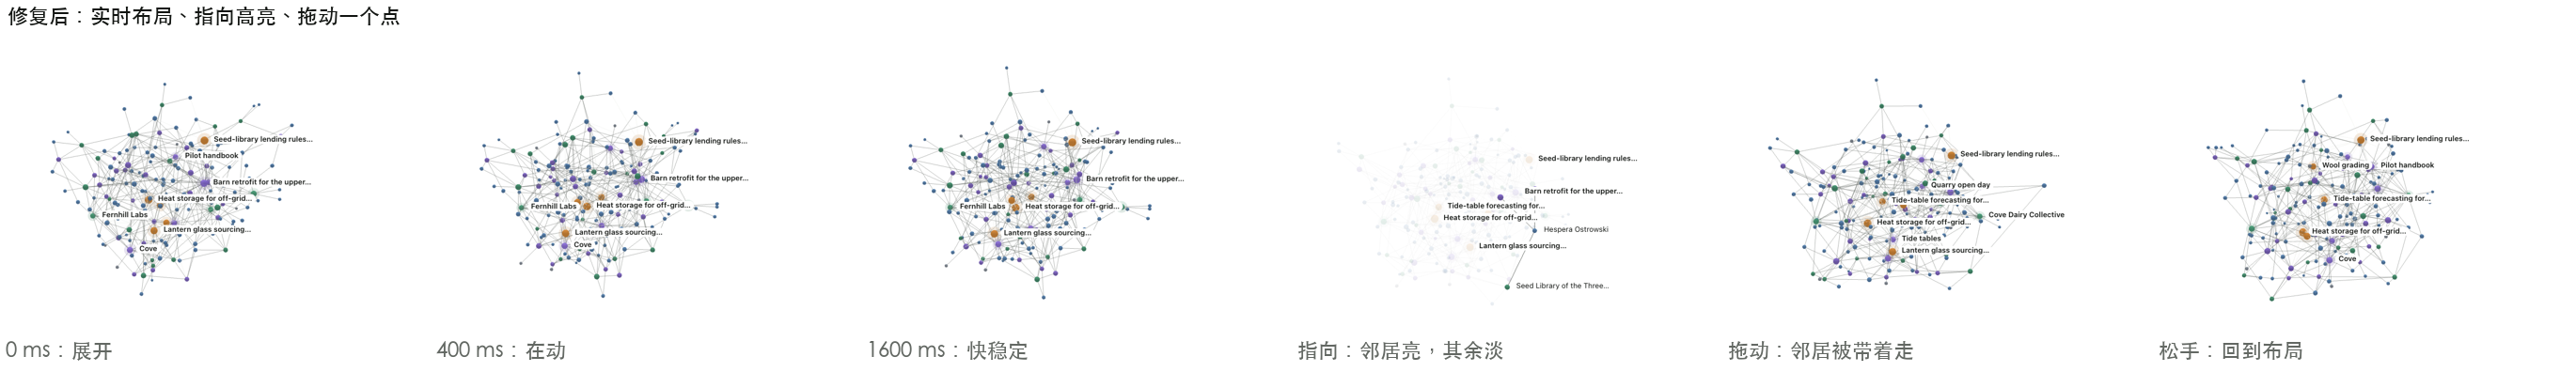 修复后：实时布局、指向高亮、拖动一个点
Seed-library lending rules...
Pilot handbook
Barn retrofit for the upper...
Heat storage for off-grid...
Fernhill Labs
Lantern glass sourcing...
Cove
0 ms：展开
Seed-library lending rules...
Barn retrofit for the upper...
Fernhill Labs
Heat storage for off-grid...
Lantern glass sourcing...
Cove
400 ms：在动
Seed-library lending rules...
Barn retrofit for the upper...
Fernhill Labs
Heat storage for off-grid...
Lantern glass sourcing...
1600 ms：快稳定
Seed-library lending rules...
Barn retrofit for the upper...
Tide-table forecasting for...
Heat storage for off-grid...
Hespera Ostrowski
Lantern glass sourcing...
Seed Library of the Three...
指向：邻居亮，其余淡
Seed-library lending rules...
Quarry open day
Tide-table forecasting for...
Cove Dairy Collective
Heat storage for off-grid...
Tide tables
Lantern glass sourcing...
拖动：邻居被带着走
Seed-library lending rules...
Wool grading
Pilot handbook
Tide-table forecasting for...
Heat storage for off-grid...
Cove
松手：回到布局